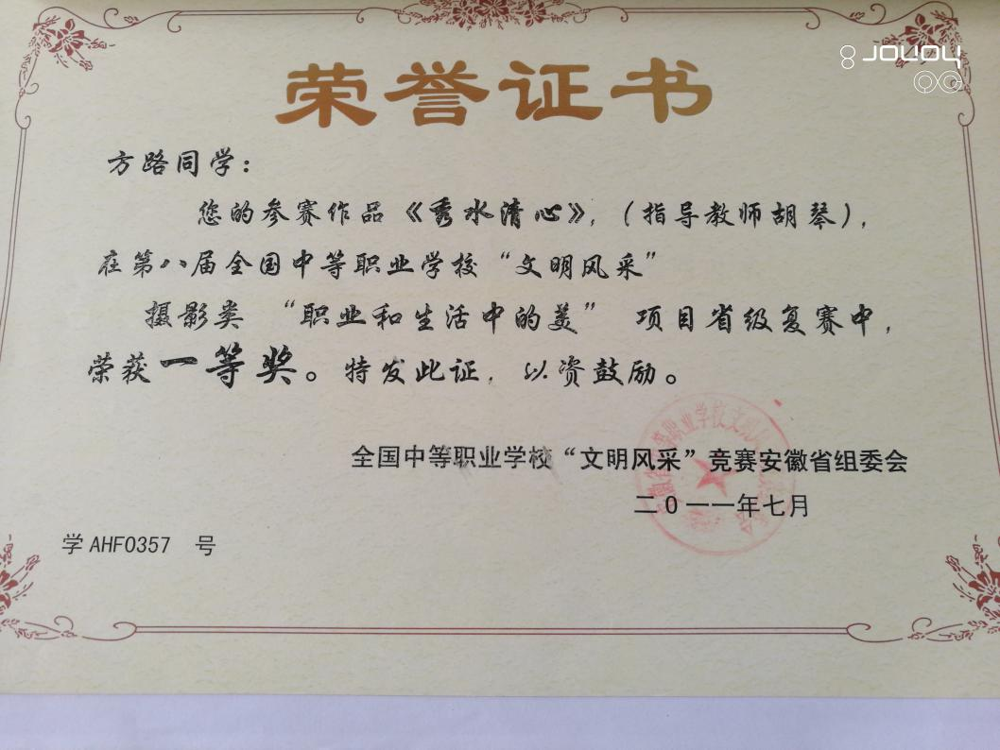 JOYOY
荣誉证书
方路同学：
您的参赛作品《秀水清心》，（指导教师胡琴），
在第八届全国中等职业学校“文明风采”
摄影类 “职业和生活中的美” 项目省级复赛中，
荣获一等奖。特发此证，以资鼓励。
全国中等职业学校“文明风采”竞赛安徽省组委会
二0一一年七月
学 AHF0357 号